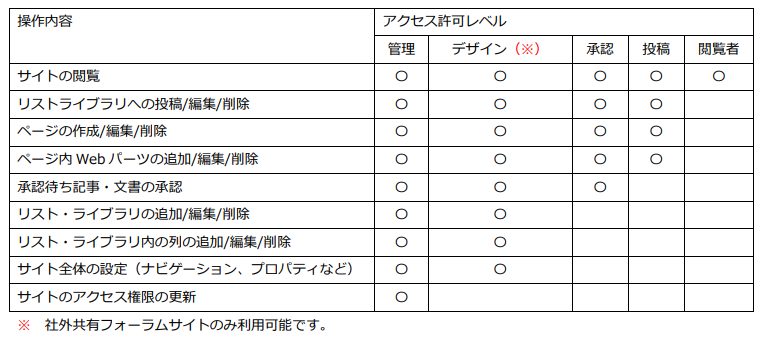 操作内容 アクセス許可レベル
管理 デザイン（※） 承認 投稿 閲覧者
サイトの閲覧 〇 〇 〇 〇 〇
リストライブラリへの投稿/編集/削除 〇 〇 〇 〇
ページの作成/編集/削除 〇 〇 〇 〇
ページ内 Web パーツの追加/編集/削除 〇 〇 〇 〇
承認待ち記事・文書の承認 〇 〇 〇
リスト・ライブラリの追加/編集/削除 〇 〇
リスト・ライブラリ内の列の追加/編集/削除 〇 〇
サイト全体の設定（ナビゲーション、プロパティなど） 〇 〇
サイトのアクセス権限の更新 〇
※ 社外共有フォーラムサイトのみ利用可能です。